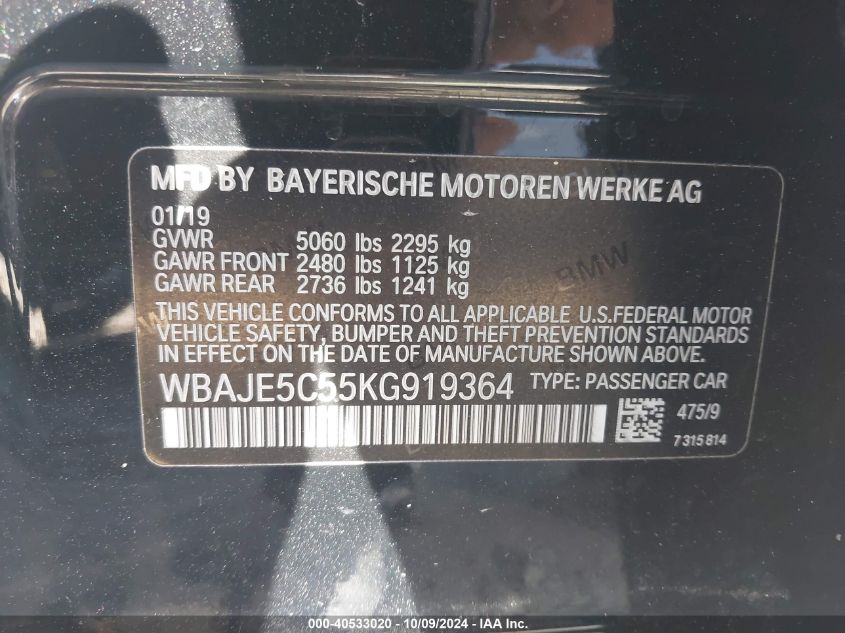 MFD BY BAYERISCHE MOTOREN WERKE AG
01/19
GVWR 5060 lbs 2295 kg
GAWR FRONT 2480 lbs 1125 kg
GAWR REAR 2736 lbs 1241 kg
THIS VEHICLE CONFORMS TO ALL APPLICABLE U.S.FEDERAL MOTOR
VEHICLE SAFETY, BUMPER AND THEFT PREVENTION STANDARDS
IN EFFECT ON THE DATE OF MANUFACTURE SHOWN ABOVE.
WBAJE5C55KG919364 TYPE: PASSENGER CAR
475/9
7315814
BMW
000-40533020 / 10/09/2024 - IAA Inc.